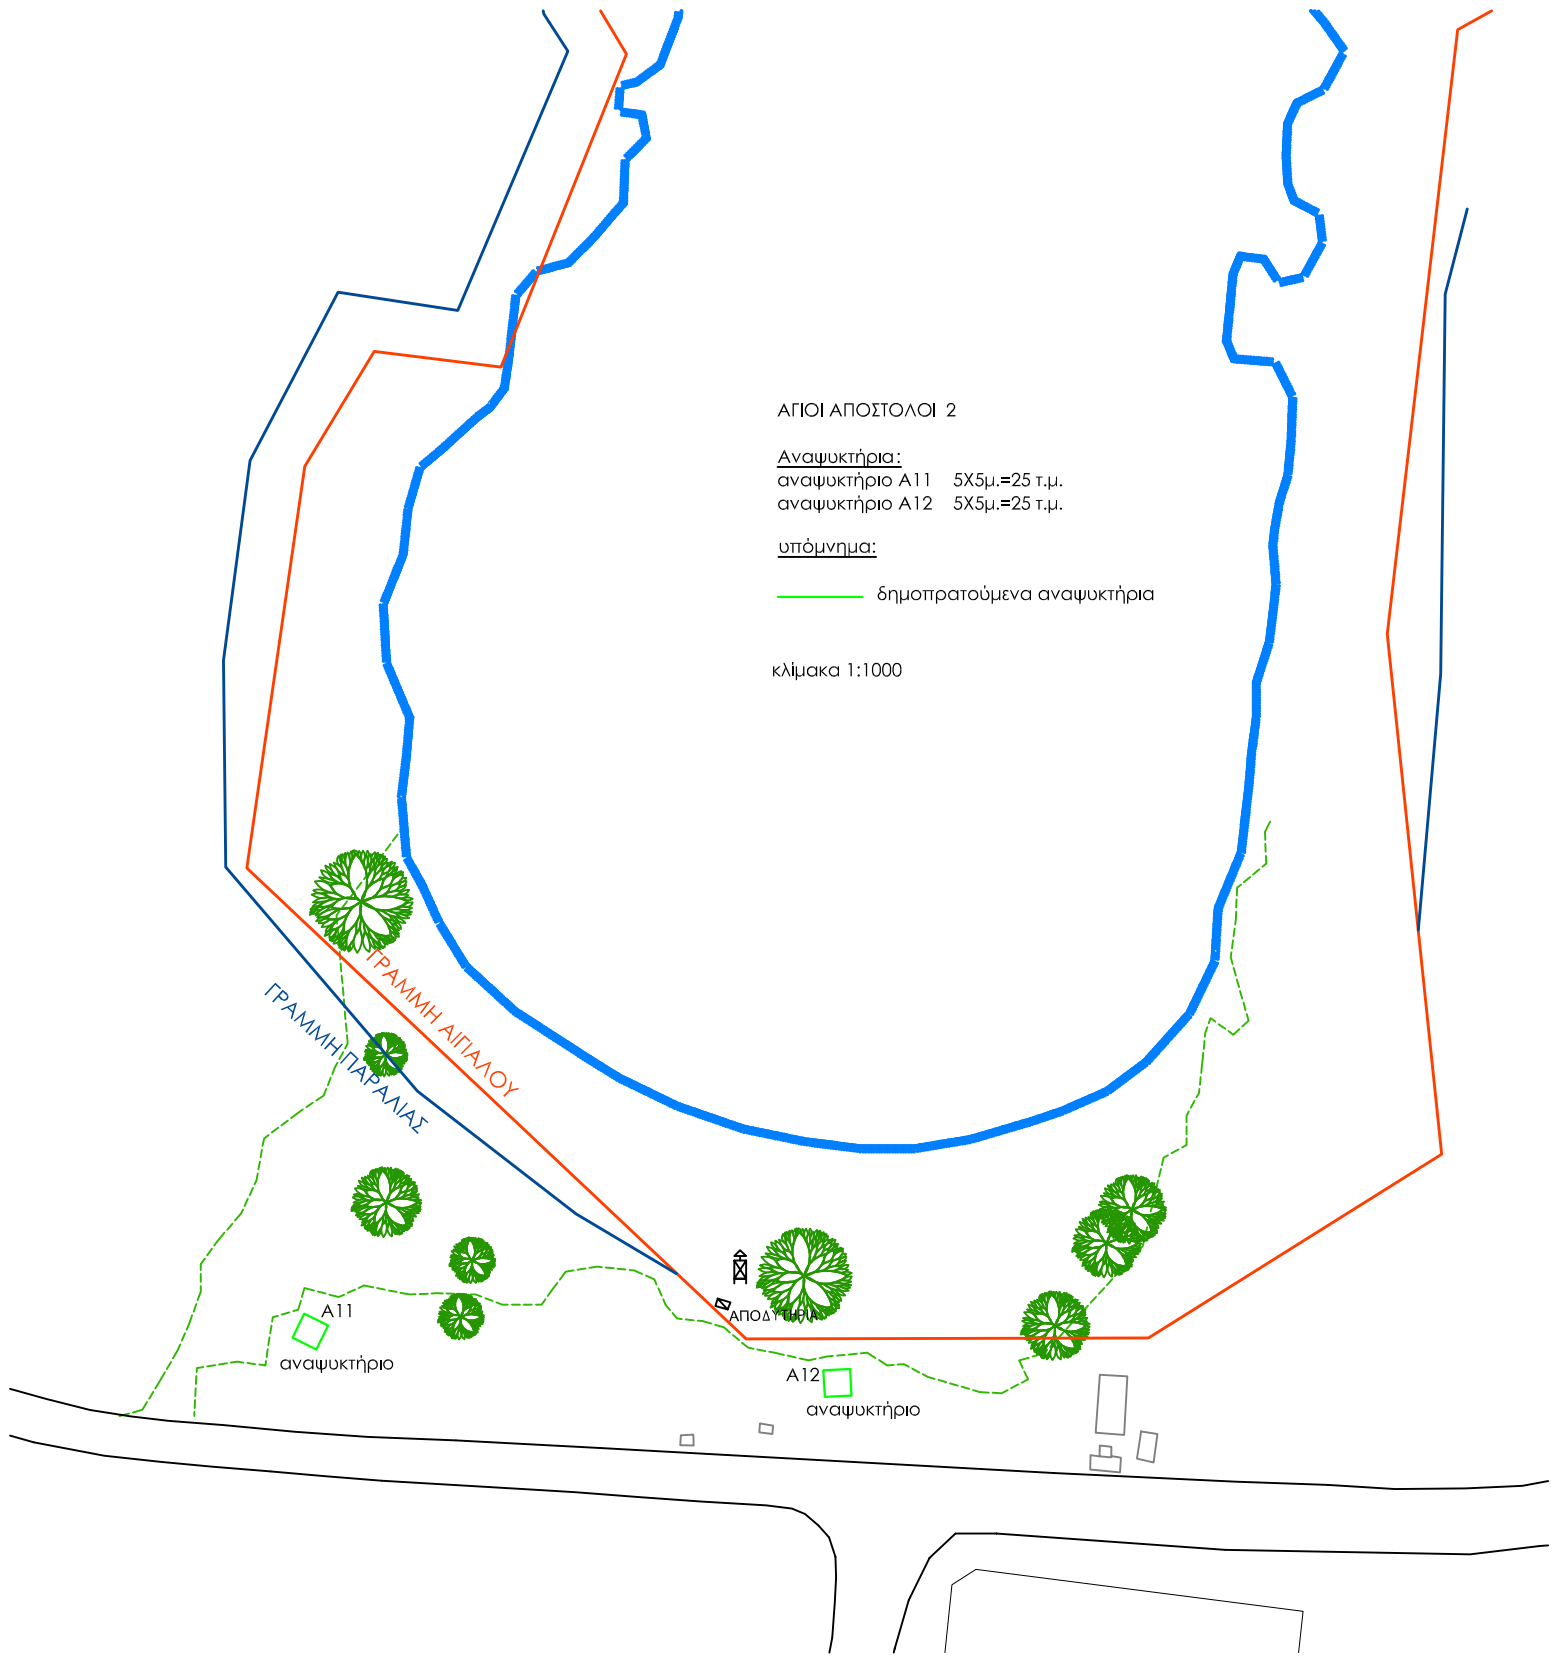 ΑΓΙΟΙ ΑΠΟΣΤΟΛΟΙ 2
Αναψυκτήρια:
αναψυκτήριο Α11 5Χ5μ.=25 τ.μ.
αναψυκτήριο Α12 5Χ5μ.=25 τ.μ.
υπόμνημα:
δημοπρατούμενα αναψυκτήρια
κλίμακα 1:1000
ΓΡΑΜΜΗ ΑΙΓΙΑΛΟΥ
ΓΡΑΜΜΗ ΠΑΡΑΛΙΑΣ
Α11
αναψυκτήριο
ΑΠΟΔΥΤΗΡΙΑ
Α12
αναψυκτήριο